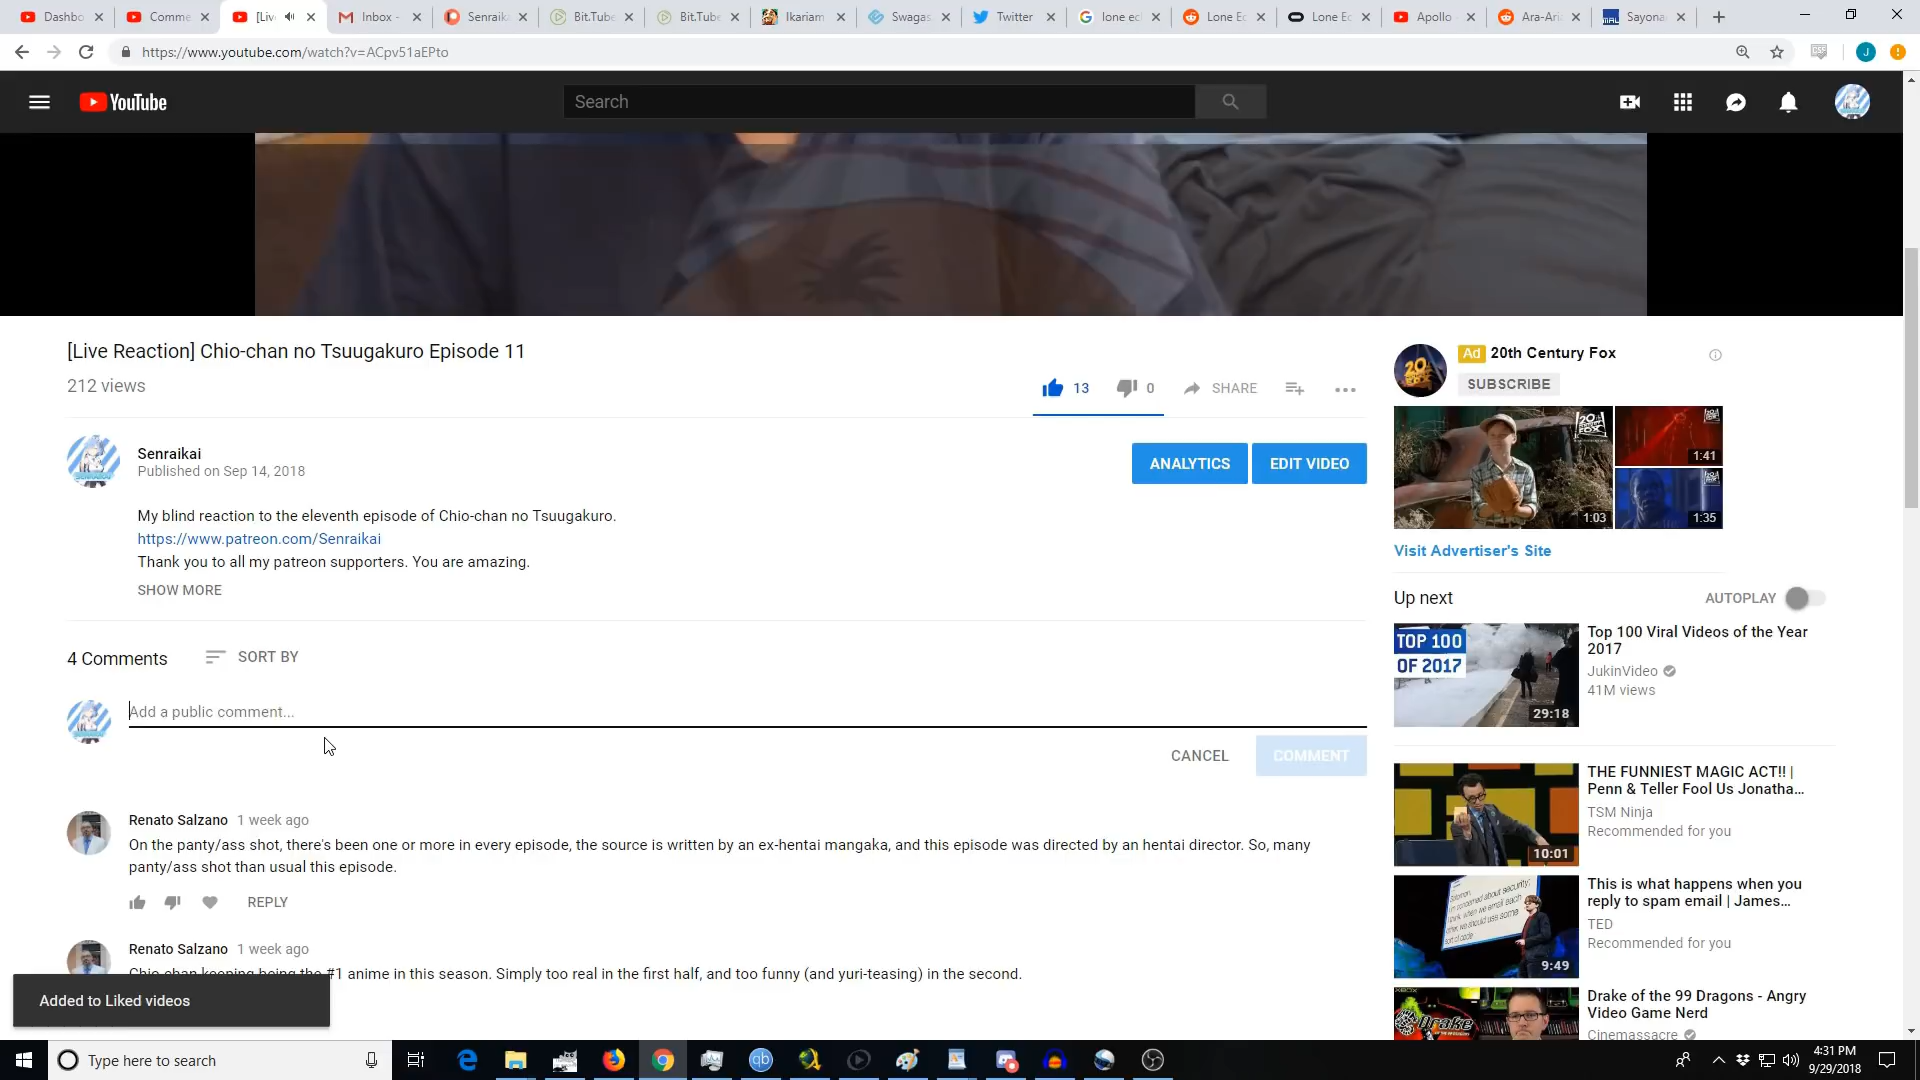 Dashbo
Comme
[Liv
Inbox -
Senraik
Bit.Tube
Bit.Tube
Ikariam
Swagas
Twitter
lone ec
Lone Ec
Lone Ec
Apollo
Ara-Ari
Sayona
https://www.youtube.com/watch?v=ACpv51aEPto
J
YouTube
Search
[Live Reaction] Chio-chan no Tsuugakuro Episode 11
212 views
13
0
SHARE
Senraikai
Published on Sep 14, 2018
ANALYTICS
EDIT VIDEO
My blind reaction to the eleventh episode of Chio-chan no Tsuugakuro.
https://www.patreon.com/Senraikai
Thank you to all my patreon supporters. You are amazing.
SHOW MORE
4 Comments
SORT BY
Add a public comment...
CANCEL
COMMENT
Renato Salzano 1 week ago
On the panty/ass shot, there's been one or more in every episode, the source is written by an ex-hentai mangaka, and this episode was directed by an hentai director. So, many
panty/ass shot than usual this episode.
REPLY
Renato Salzano 1 week ago
Chio-chan keeping being the #1 anime in this season. Simply too real in the first half, and too funny (and yuri-teasing) in the second.
Added to Liked videos
Ad 20th Century Fox
SUBSCRIBE
1:03
1:41
1:35
Visit Advertiser's Site
Up next
AUTOPLAY
TOP 100
OF 2017
29:18
Top 100 Viral Videos of the Year
2017
JukinVideo
41M views
10:01
THE FUNNIEST MAGIC ACT!! |
Penn & Teller Fool Us Jonatha...
TSM Ninja
Recommended for you
9:49
This is what happens when you
reply to spam email | James...
TED
Recommended for you
Drake of the 99 Dragons - Angry
Video Game Nerd
Cinemassacre
Type here to search
4:31 PM
9/29/2018